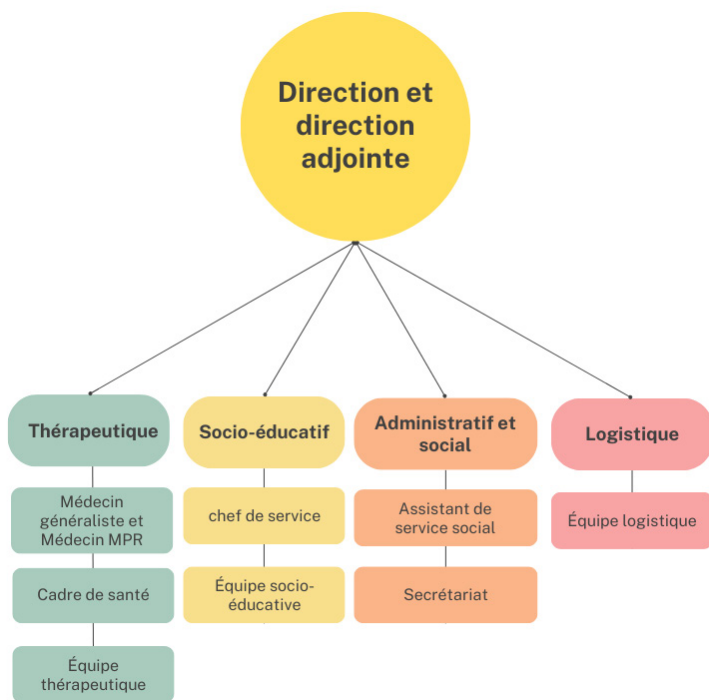 Direction et
direction
adjointe
Thérapeutique
Socio-éducatif
Administratif et
social
Logistique
Médecin
généraliste et
Médecin MPR
chef de service
Assistant de
service social
Équipe logistique
Cadre de santé
Équipe socio-
éducative
Secrétariat
Équipe
thérapeutique